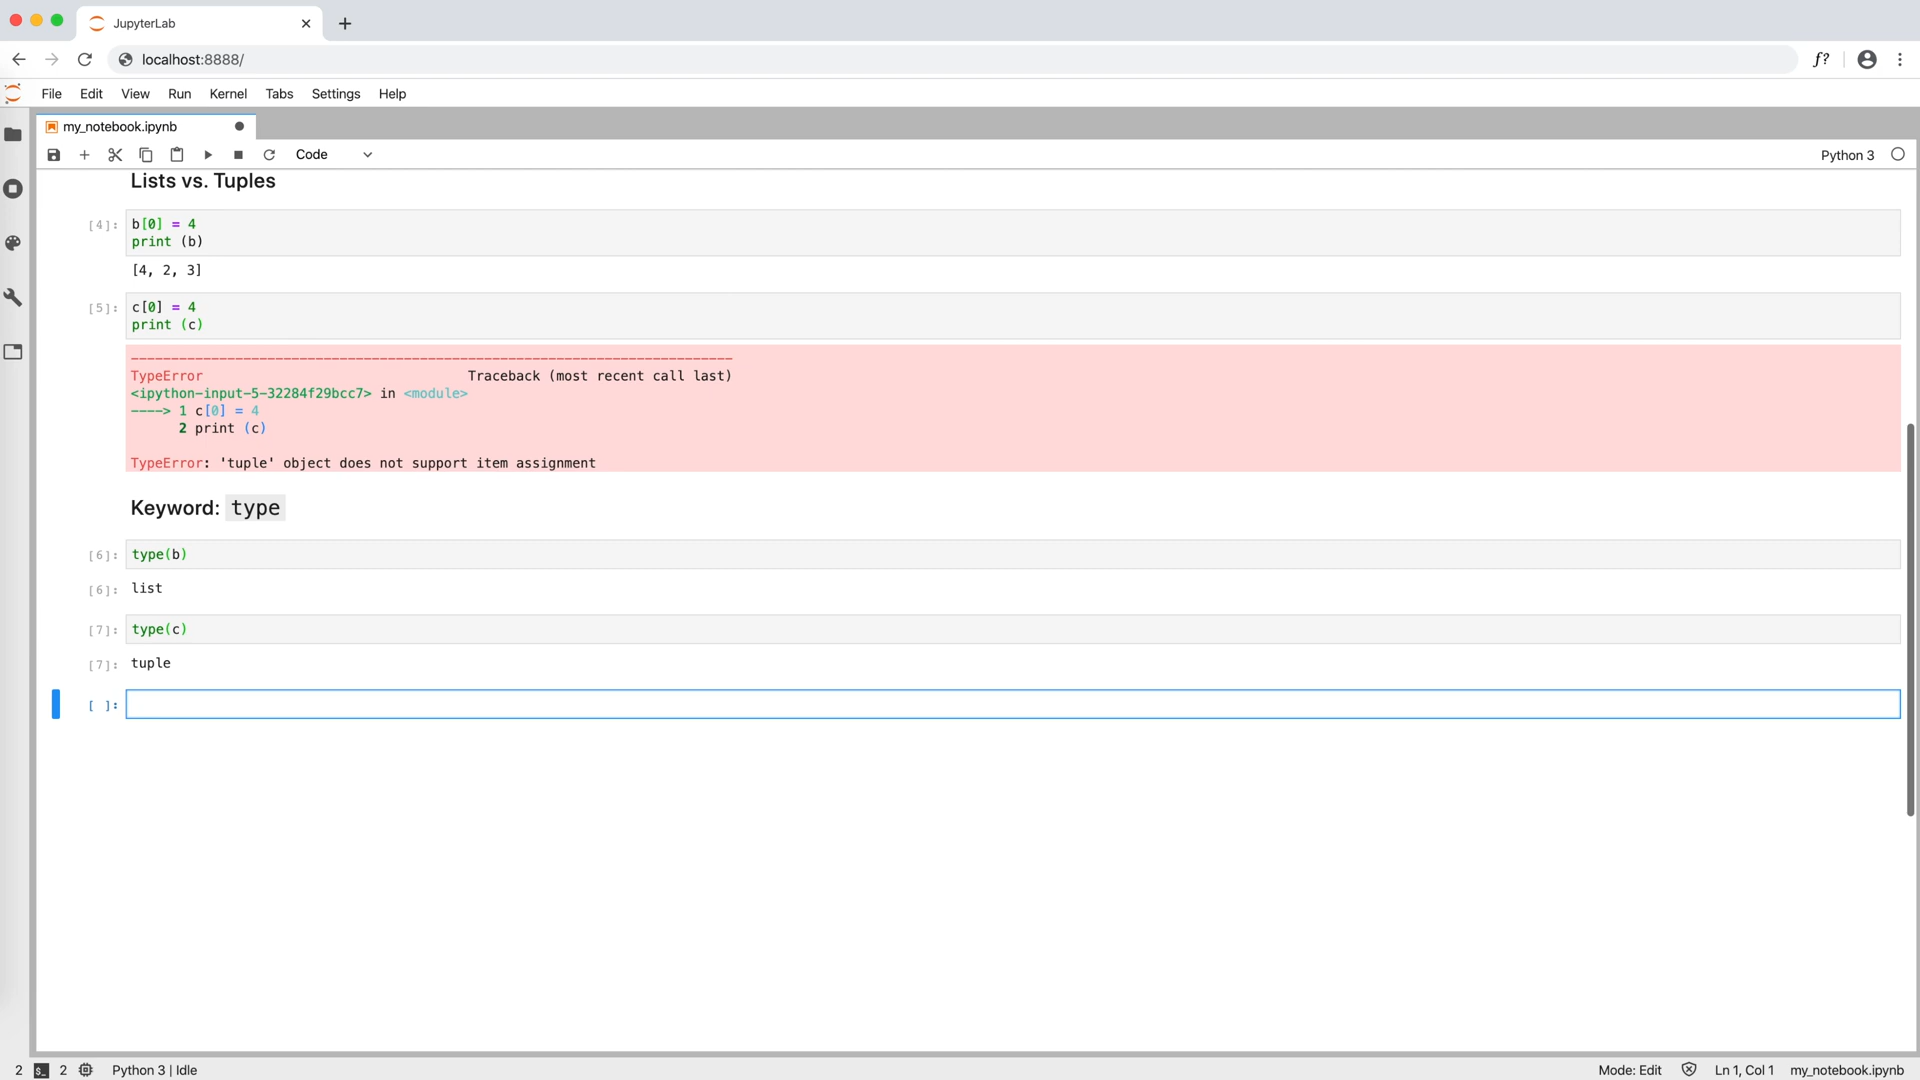 JupyterLab
localhost:8888/
f?
File Edit View Run Kernel Tabs Settings Help
my_notebook.ipynb
Code
Python 3
Lists vs. Tuples
[4]: b[0] = 4
print (b)
[4, 2, 3]
[5]: c[0] = 4
print (c)
---------------------------------------------------------------------------
TypeError Traceback (most recent call last)
<ipython-input-5-32284f29bcc7> in <module>
----> 1 c[0] = 4
2 print (c)
TypeError: 'tuple' object does not support item assignment
Keyword: type
[6]: type(b)
[6]: list
[7]: type(c)
[7]: tuple
[ ]:
2 $_ 2 Python 3 | Idle Mode: Edit Ln 1, Col 1 my_notebook.ipynb